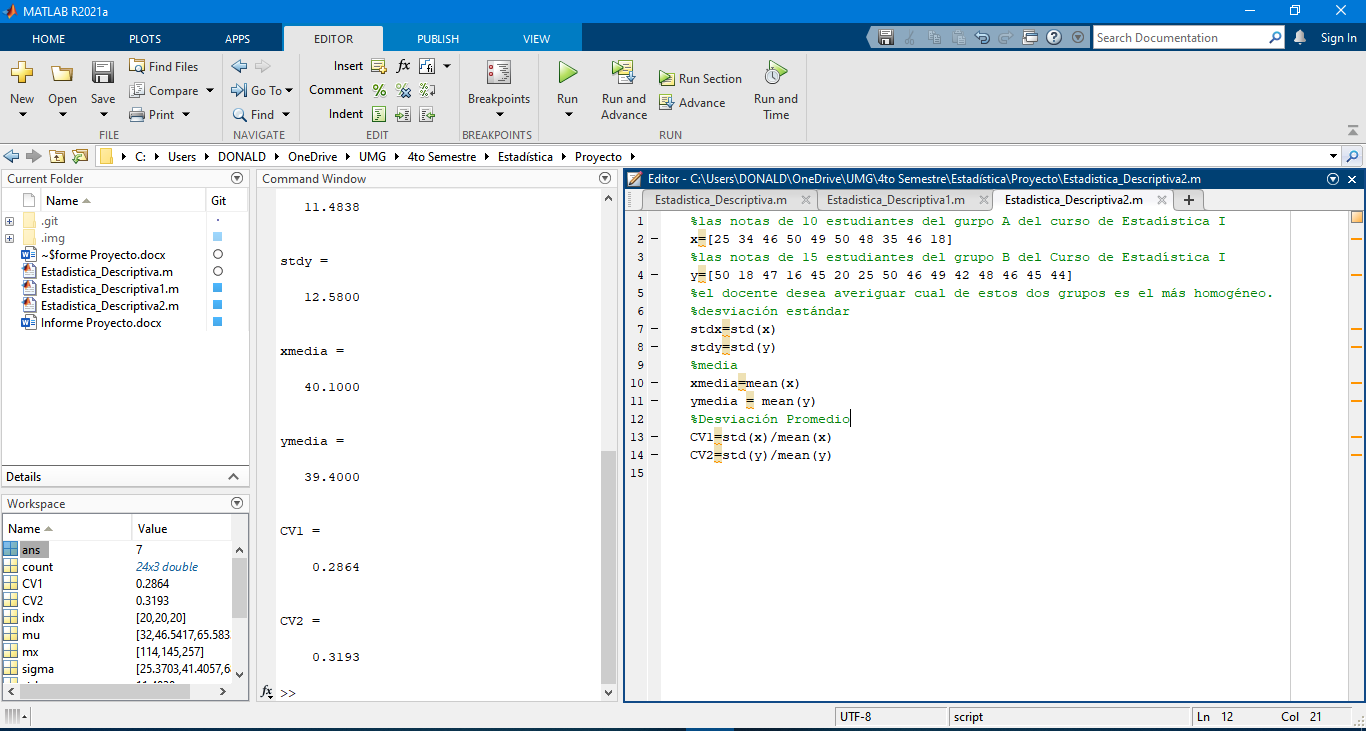 MATLAB R2021a
HOME PLOTS APPS EDITOR PUBLISH VIEW
Search Documentation
Sign In
New Open Save
Find Files
Compare
Print
FILE
Go To
Find
NAVIGATE
Insert
Comment
Indent
EDIT
Breakpoints
BREAKPOINTS
Run
Run and Advance
Run Section
Advance
Run and Time
RUN
C: Users DONALD OneDrive UMG 4to Semestre Estadística Proyecto
Current Folder
Name Git
.git
.img
~$forme Proyecto.docx
Estadistica_Descriptiva.m
Estadistica_Descriptiva1.m
Estadistica_Descriptiva2.m
Informe Proyecto.docx
Details
Workspace
Name Value
ans 7
count 24x3 double
CV1 0.2864
CV2 0.3193
indx [20,20,20]
mu [32,46.5417,65.583
mx [114,145,257]
sigma [25.3703,41.4057,6
Command Window
11.4838
stdy =
12.5800
xmedia =
40.1000
ymedia =
39.4000
CV1 =
0.2864
CV2 =
0.3193
fx >>
Editor - C:\Users\DONALD\OneDrive\UMG\4to Semestre\Estadística\Proyecto\Estadistica_Descriptiva2.m
Estadistica_Descriptiva.m Estadistica_Descriptiva1.m Estadistica_Descriptiva2.m
1 %las notas de 10 estudiantes del gurpo A del curso de Estadística I
2 x=[25 34 46 50 49 50 48 35 46 18]
3 %las notas de 15 estudiantes del grupo B del Curso de Estadística I
4 y=[50 18 47 16 45 20 25 50 46 49 42 48 46 45 44]
5 %el docente desea averiguar cual de estos dos grupos es el más homogéneo.
6 %desviación estándar
7 stdx=std(x)
8 stdy=std(y)
9 %media
10 xmedia=mean(x)
11 ymedia = mean(y)
12 %Desviación Promedio
13 CV1=std(x)/mean(x)
14 CV2=std(y)/mean(y)
15
UTF-8 script Ln 12 Col 21